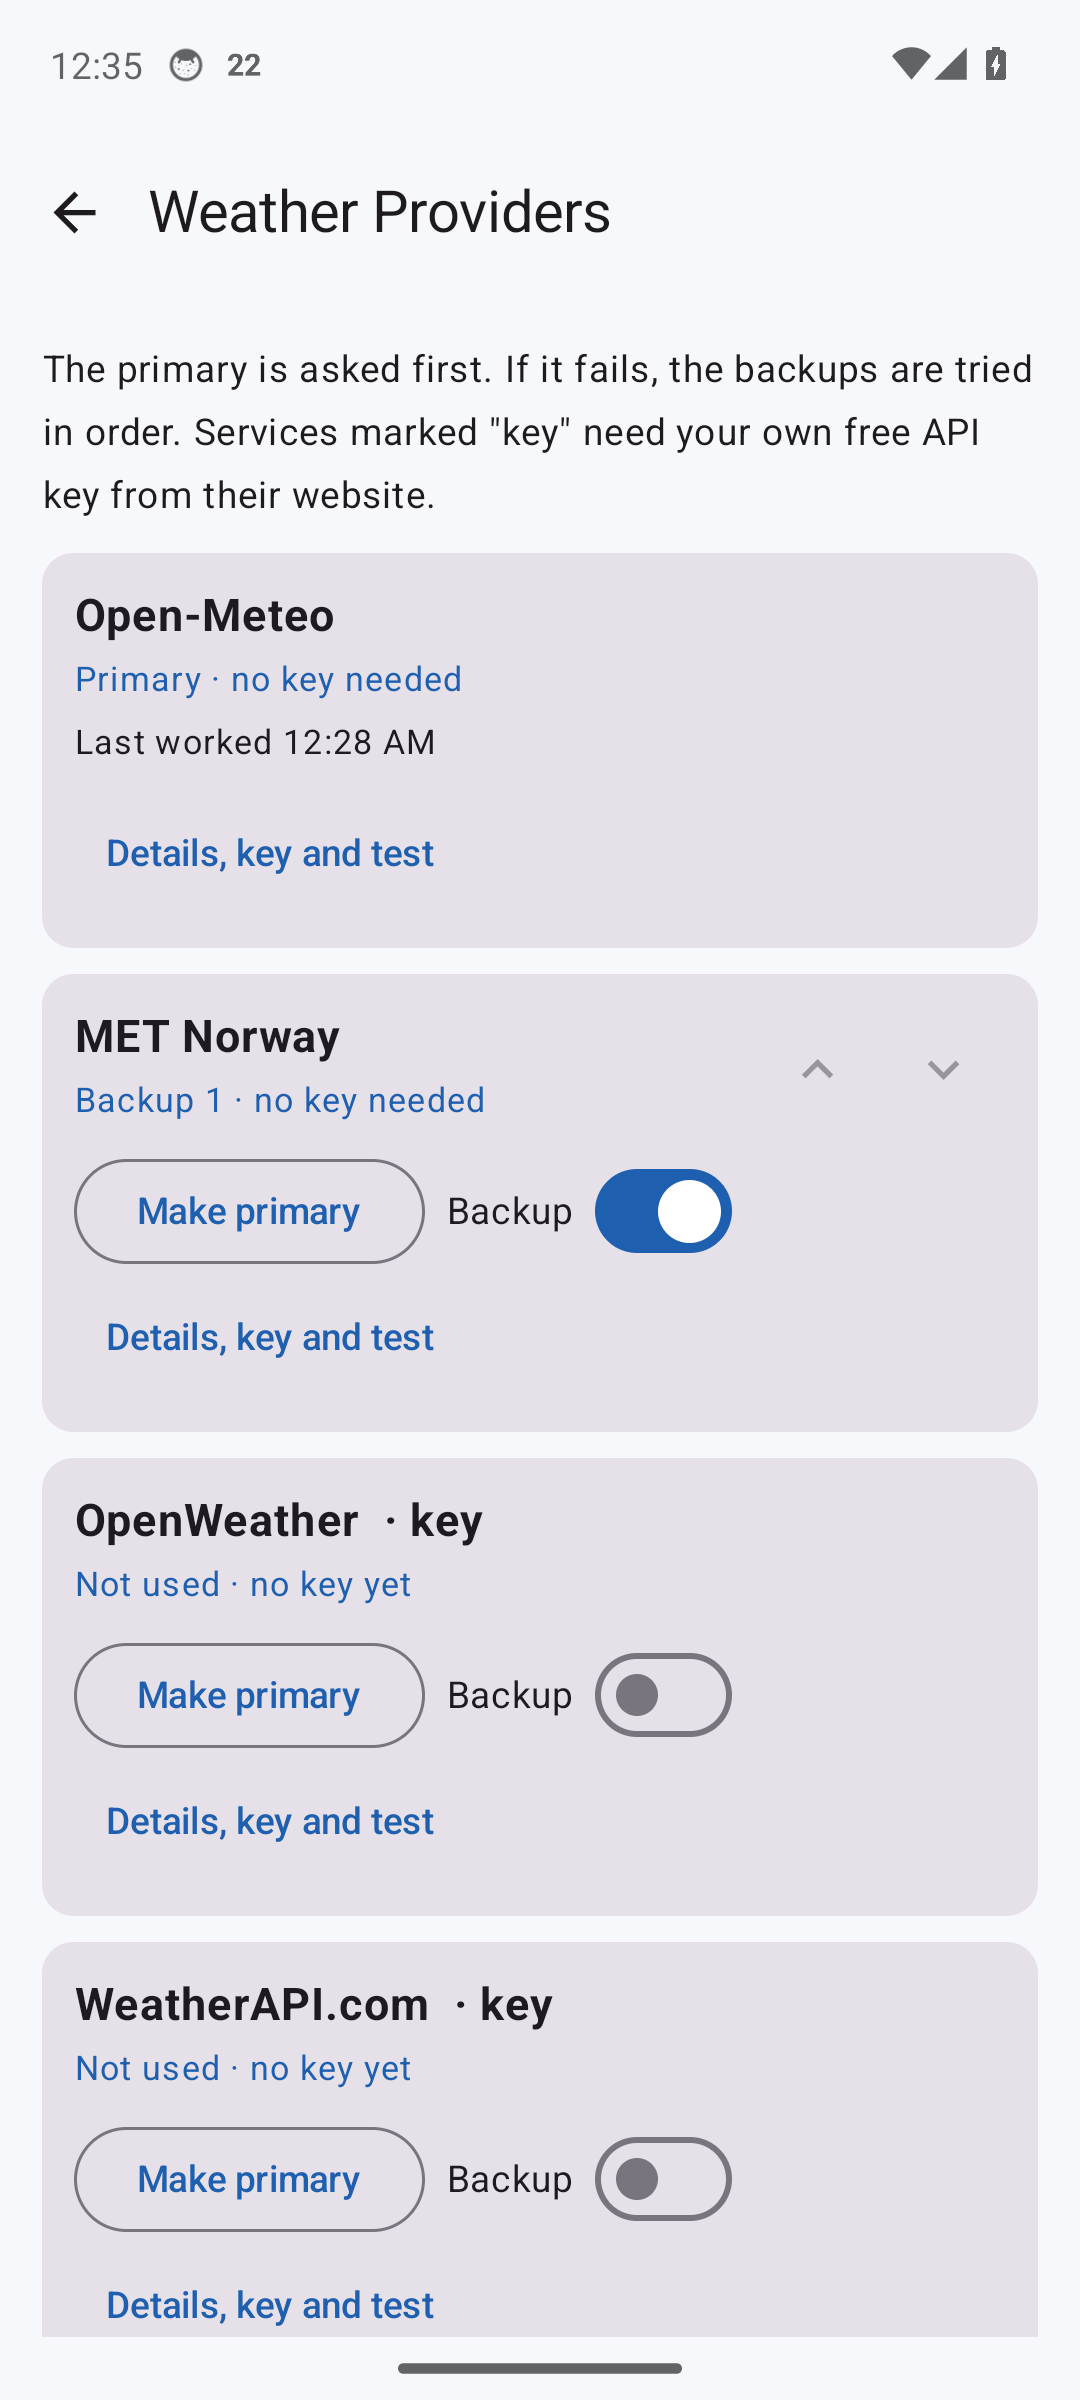 12:35 22
Weather Providers
The primary is asked first. If it fails, the backups are tried
in order. Services marked "key" need your own free API
key from their website.
Open-Meteo
Primary · no key needed
Last worked 12:28 AM
Details, key and test
MET Norway
Backup 1 · no key needed
Make primary Backup
Details, key and test
OpenWeather · key
Not used · no key yet
Make primary Backup
Details, key and test
WeatherAPI.com · key
Not used · no key yet
Make primary Backup
Details, key and test